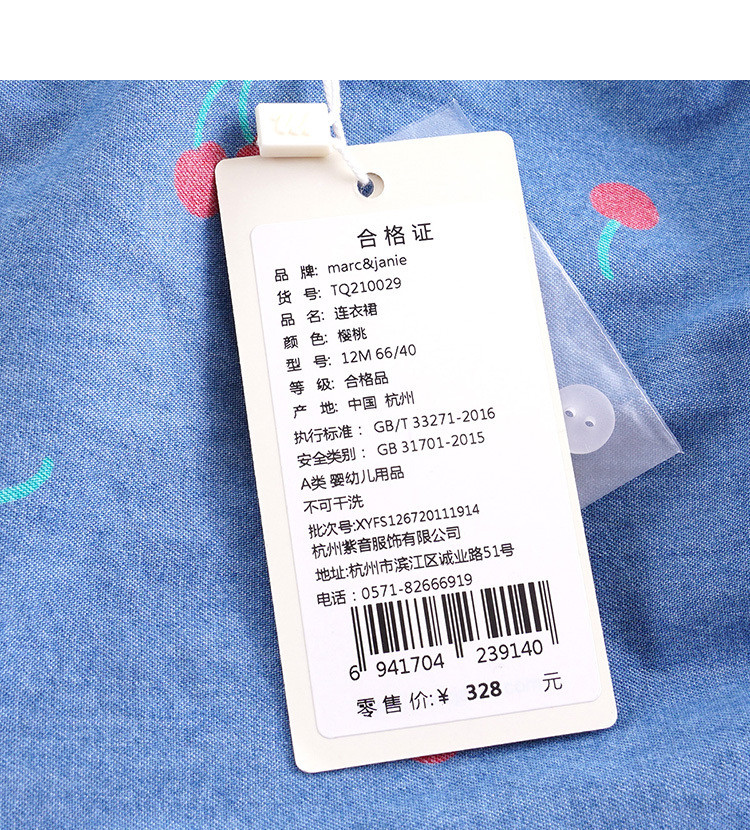 合格证
品 牌: marc&janie
货 号: TQ210029
品 名: 连衣裙
颜 色: 樱桃
型 号: 12M 66/40
等 级: 合格品
产 地: 中国 杭州
执行标准： GB/T 33271-2016
安全类别： GB 31701-2015
A类 婴幼儿用品
不可干洗
批次号:XYFS126720111914
杭州紫音服饰有限公司
地址:杭州市滨江区诚业路51号
电话：0571-82666919
6 941704 239140
零售价:¥ 328 元